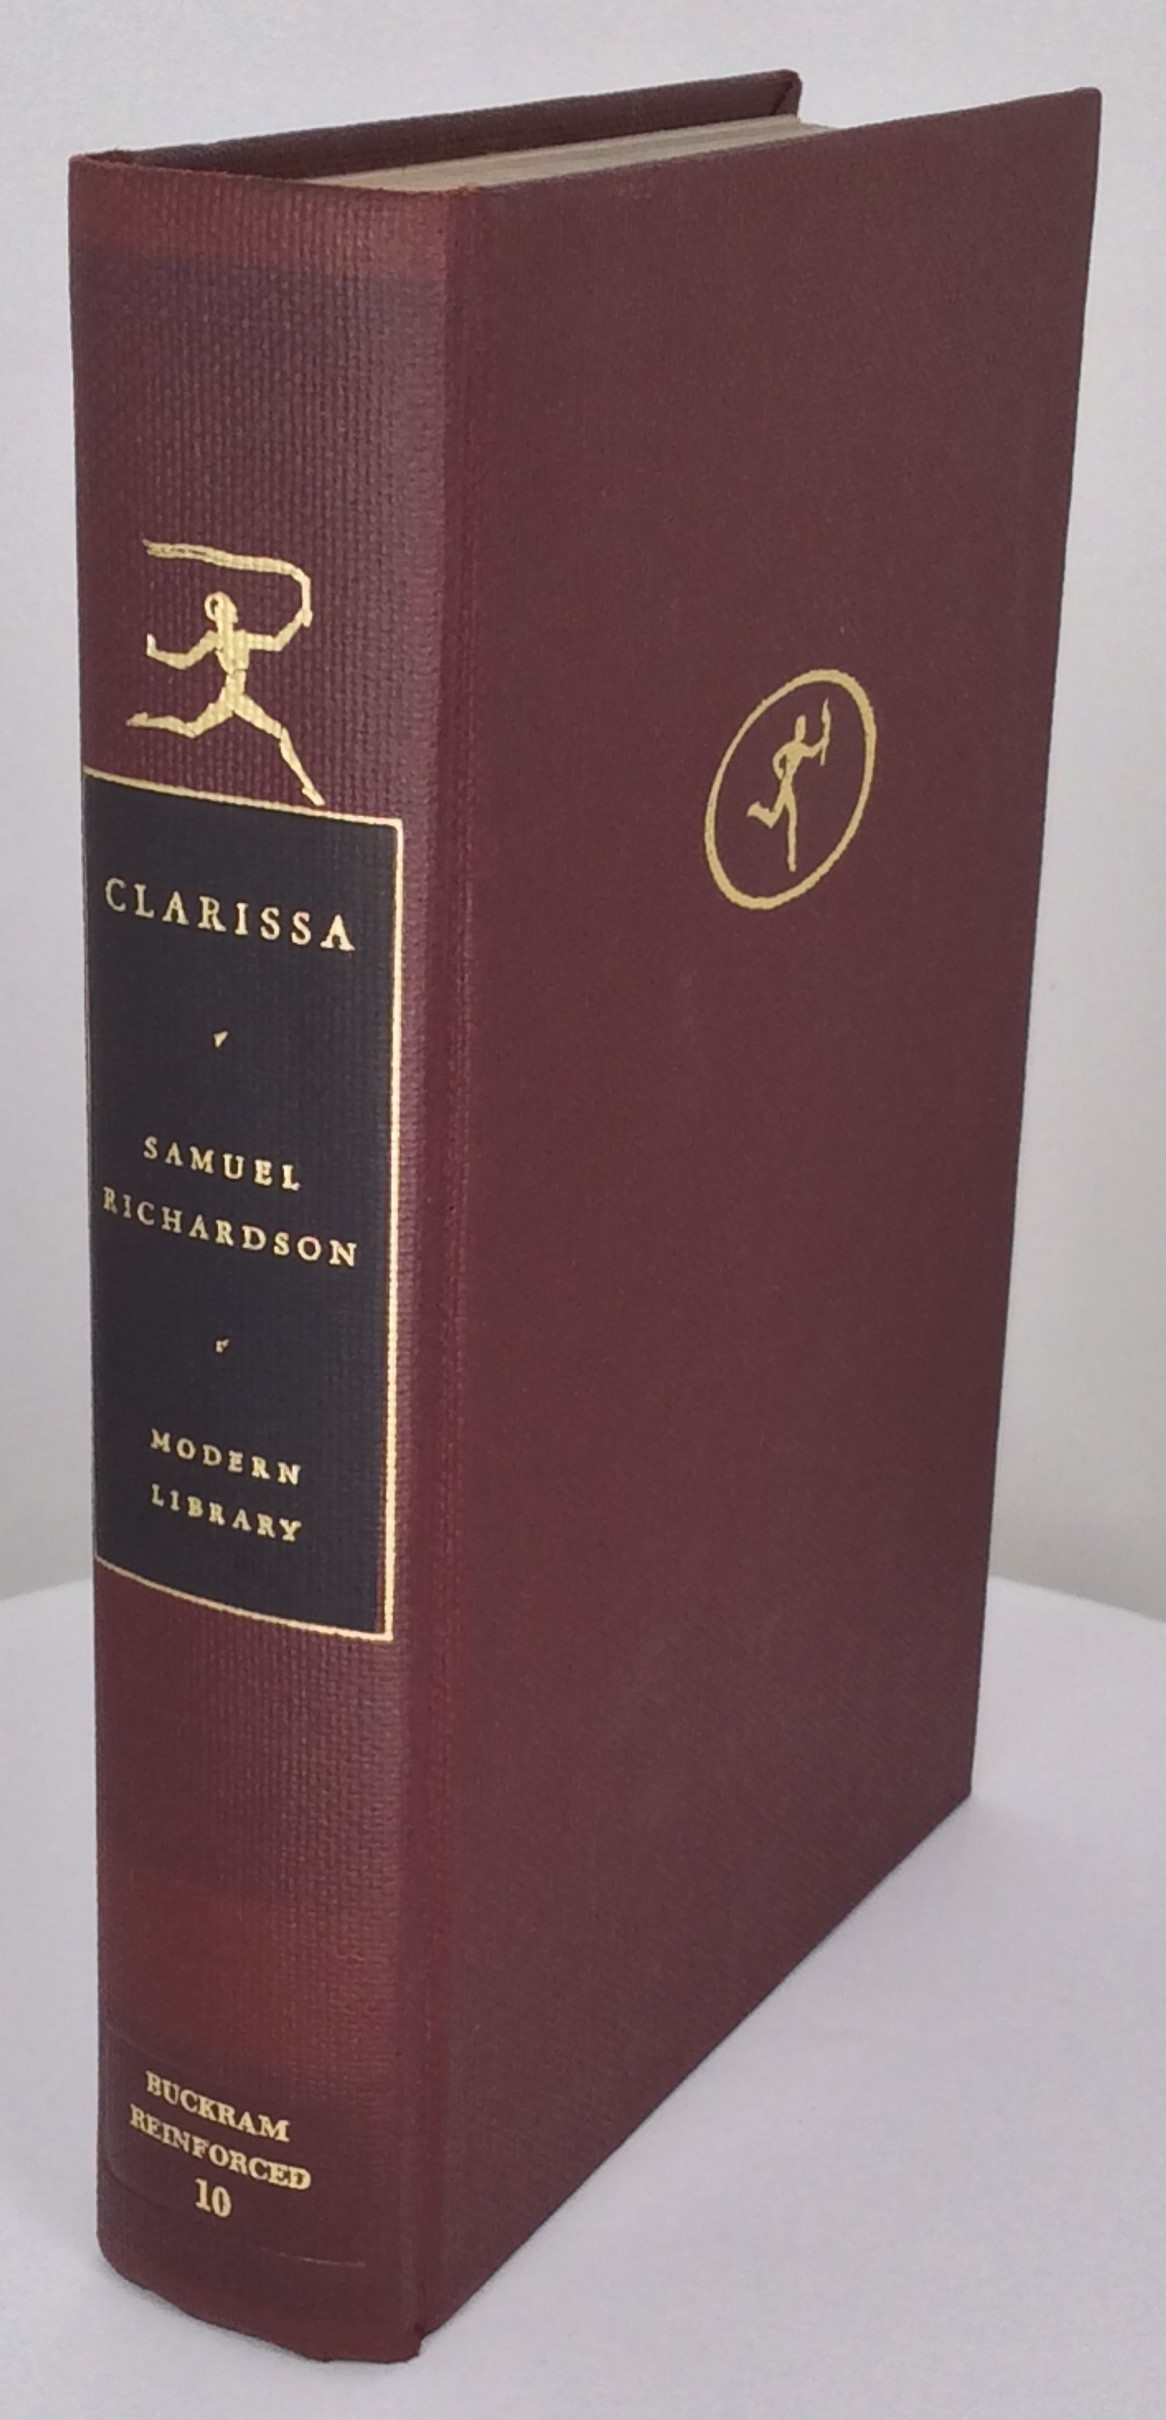 CLARISSA
SAMUEL
RICHARDSON
MODERN
LIBRARY
BUCKRAM
REINFORCED
10